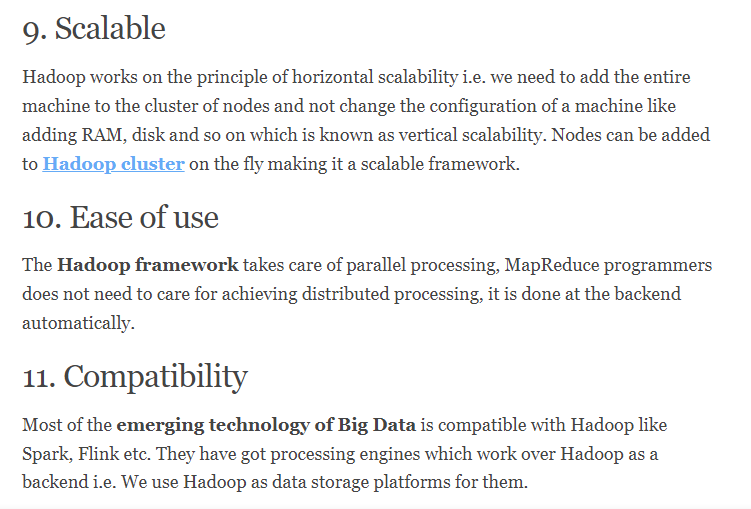 9. Scalable
Hadoop works on the principle of horizontal scalability i.e. we need to add the entire
machine to the cluster of nodes and not change the configuration of a machine like
adding RAM, disk and so on which is known as vertical scalability. Nodes can be added
to Hadoop cluster on the fly making it a scalable framework.
10. Ease of use
The Hadoop framework takes care of parallel processing, MapReduce programmers
does not need to care for achieving distributed processing, it is done at the backend
automatically.
11. Compatibility
Most of the emerging technology of Big Data is compatible with Hadoop like
Spark, Flink etc. They have got processing engines which work over Hadoop as a
backend i.e. We use Hadoop as data storage platforms for them.